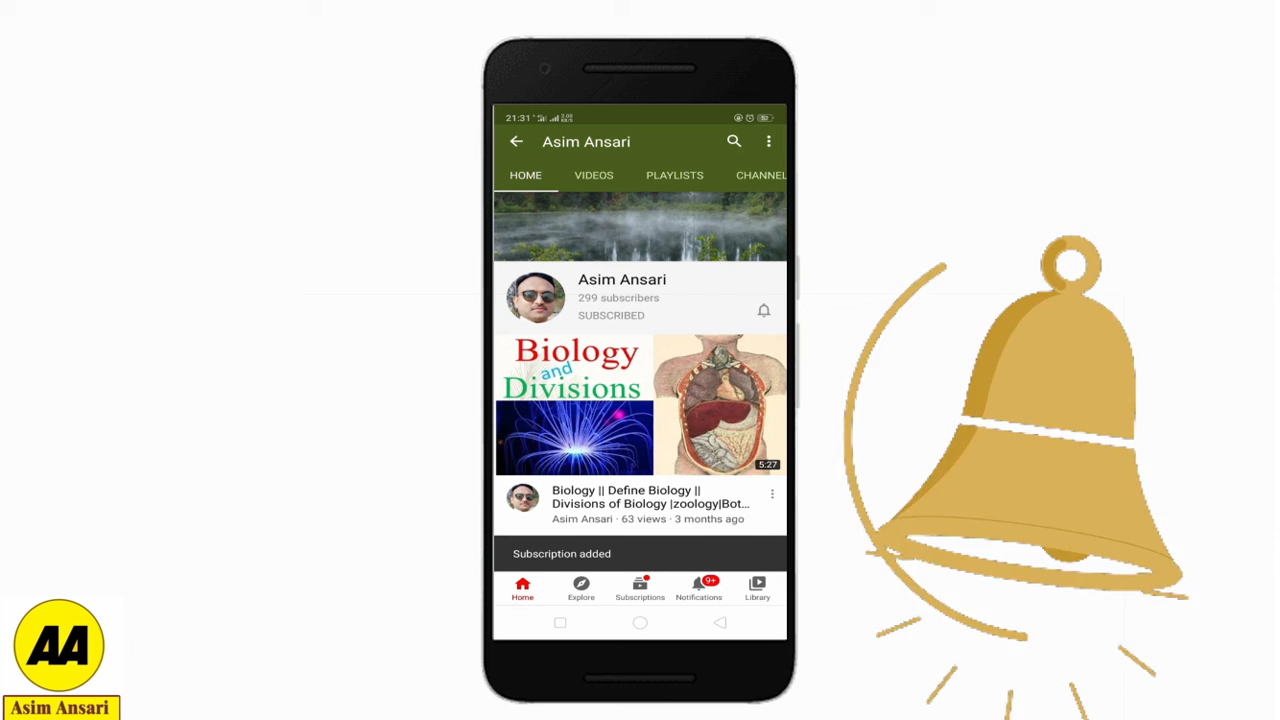 21:31
Asim Ansari
HOME VIDEOS PLAYLISTS CHANNEL
Asim Ansari
299 subscribers
SUBSCRIBED
Biology
and
Divisions
5:27
Biology || Define Biology ||
Divisions of Biology |zoology|Bot...
Asim Ansari · 63 views · 3 months ago
Subscription added
9+
Home Explore Subscriptions Notifications Library
AA
Asim Ansari